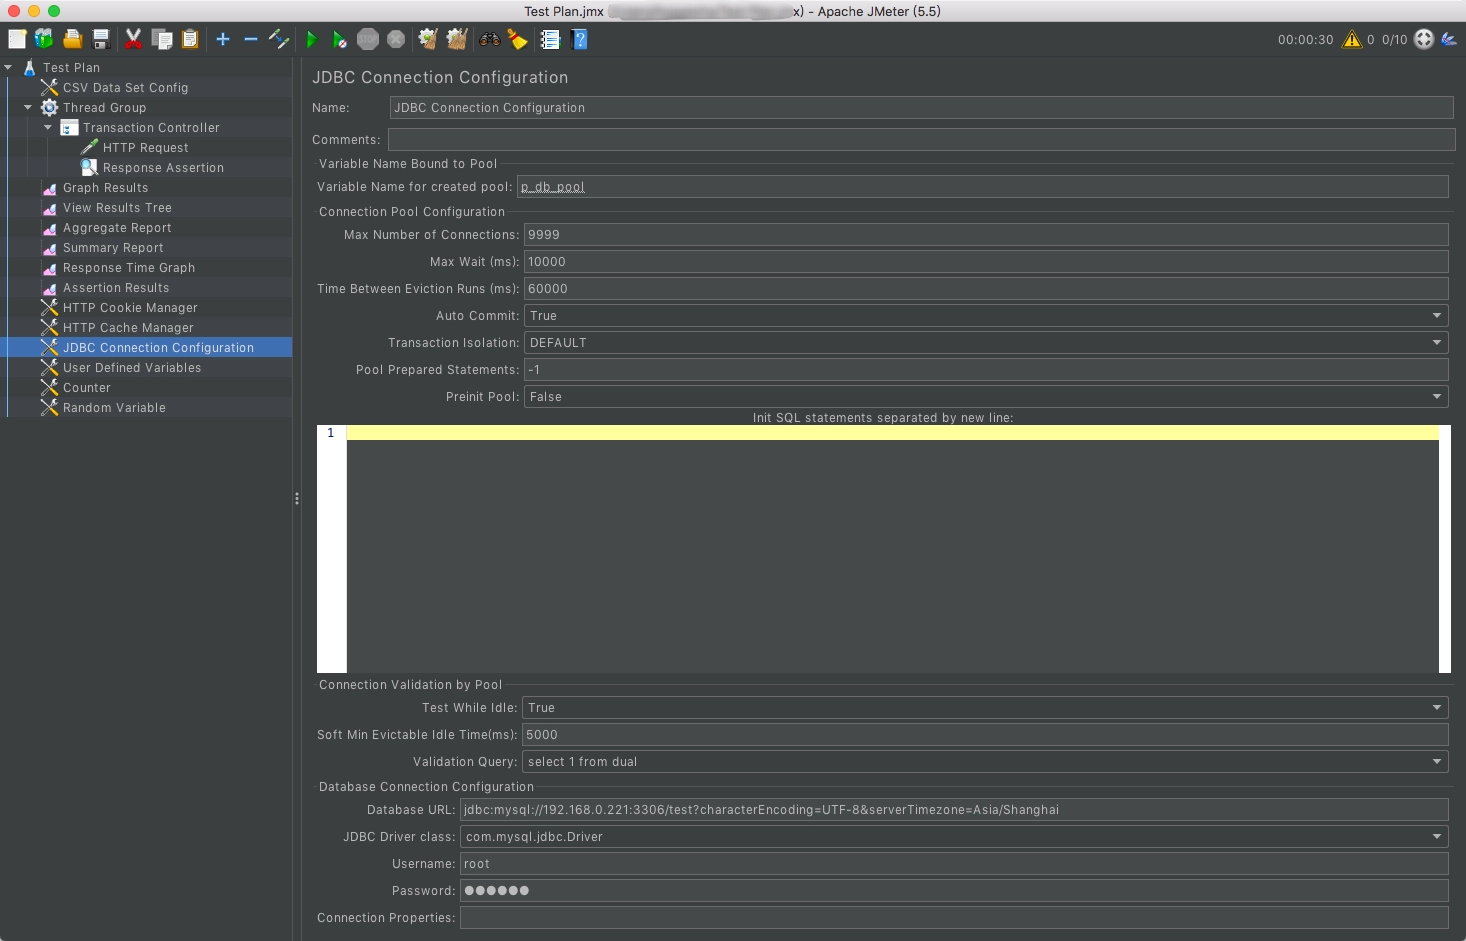 Test Plan.jmx x) - Apache JMeter (5.5)
STOP
00:00:30 0 0/10
Test Plan
CSV Data Set Config
Thread Group
Transaction Controller
HTTP Request
Response Assertion
Graph Results
View Results Tree
Aggregate Report
Summary Report
Response Time Graph
Assertion Results
HTTP Cookie Manager
HTTP Cache Manager
JDBC Connection Configuration
User Defined Variables
Counter
Random Variable
JDBC Connection Configuration
Name: JDBC Connection Configuration
Comments:
Variable Name Bound to Pool
Variable Name for created pool: p_db_pool
Connection Pool Configuration
Max Number of Connections: 9999
Max Wait (ms): 10000
Time Between Eviction Runs (ms): 60000
Auto Commit: True
Transaction Isolation: DEFAULT
Pool Prepared Statements: -1
Preinit Pool: False
Init SQL statements separated by new line:
1
Connection Validation by Pool
Test While Idle: True
Soft Min Evictable Idle Time(ms): 5000
Validation Query: select 1 from dual
Database Connection Configuration
Database URL: jdbc:mysql://192.168.0.221:3306/test?characterEncoding=UTF-8&serverTimezone=Asia/Shanghai
JDBC Driver class: com.mysql.jdbc.Driver
Username: root
Password: ●●●●●●
Connection Properties: